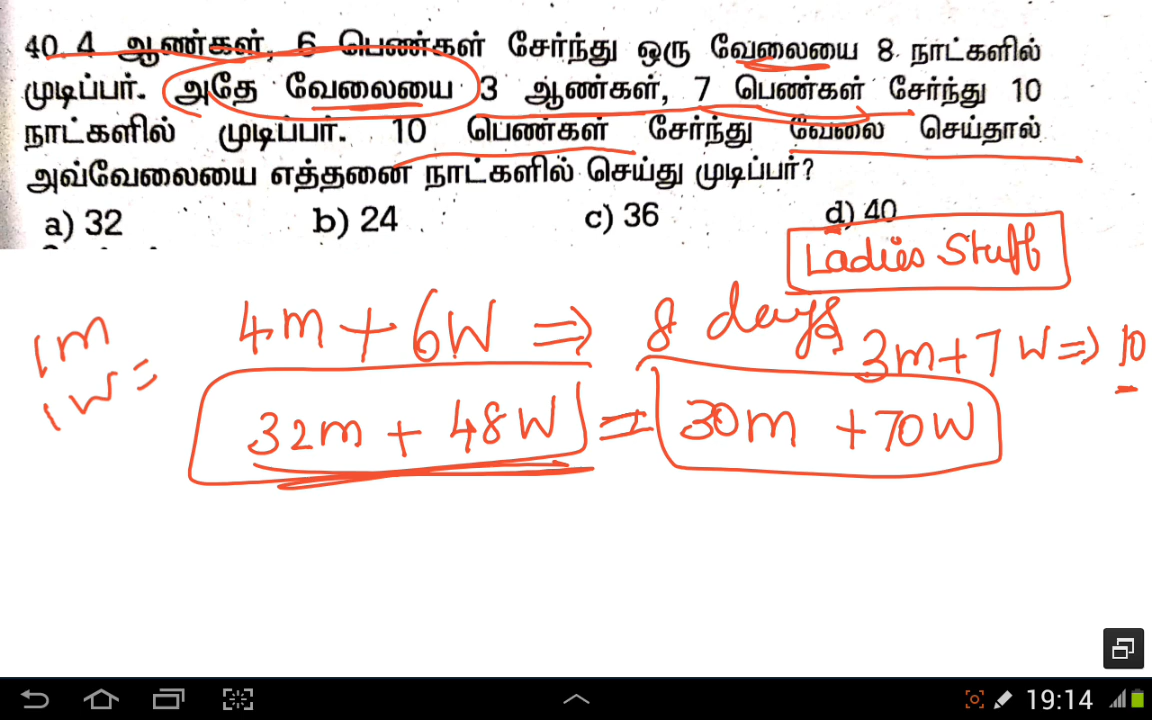 40. 4 ஆண்கள், 6 பெண்கள் சேர்ந்து ஒரு வேலையை 8 நாட்களில்
முடிப்பர். அதே வேலையை 3 ஆண்கள், 7 பெண்கள் சேர்ந்து 10
நாட்களில் முடிப்பர். 10 பெண்கள் சேர்ந்து வேலை செய்தால்
அவ்வேலையை எத்தனை நாட்களில் செய்து முடிப்பர்?
a) 32 b) 24 c) 36 d) 40
Ladies Stuff
1m
1W =
4m + 6W => 8 days
3m + 7W => 10
32m + 48W = 30m + 70W
19:14